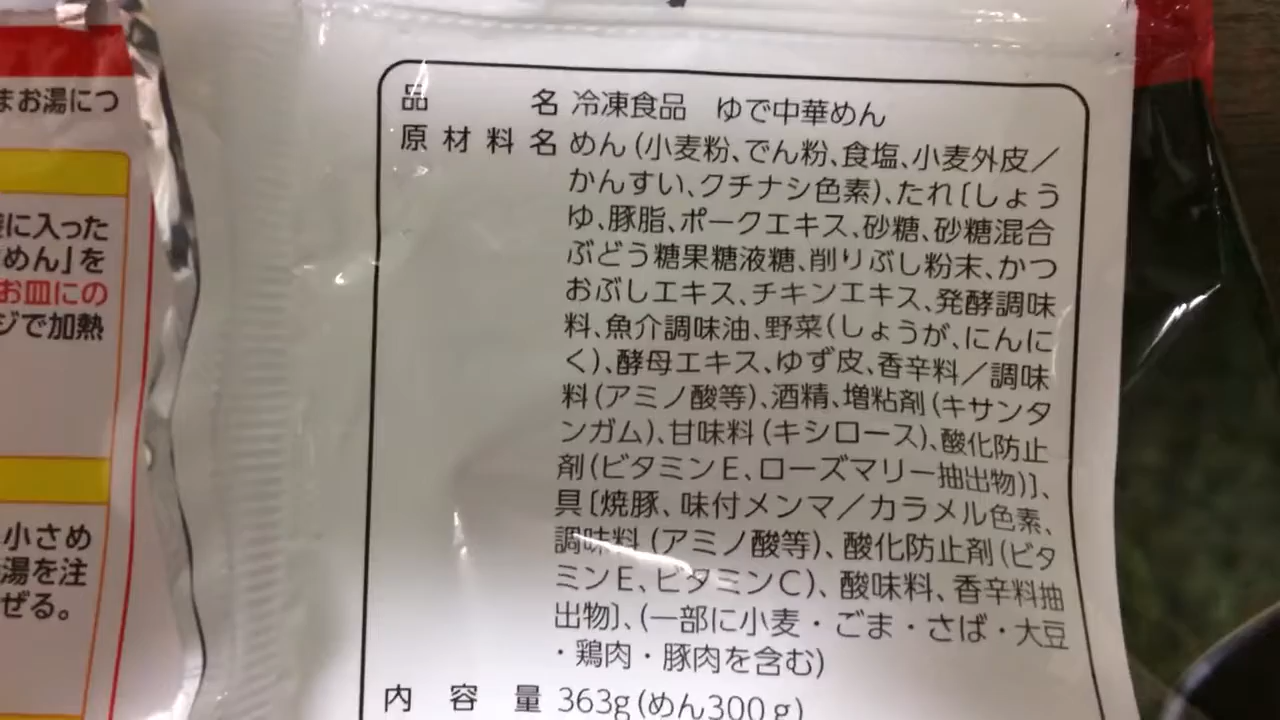 まお湯につ
に入った
めん」を
お皿にの
ジで加熱
小さめ
湯を注
ぜる。
品名 冷凍食品 ゆで中華めん
原材料名 めん(小麦粉、でん粉、食塩、小麦外皮/
かんすい、クチナシ色素)、たれ〔しょう
ゆ、豚脂、ポークエキス、砂糖、砂糖混合
ぶどう糖果糖液糖、削りぶし粉末、かつ
おぶしエキス、チキンエキス、発酵調味
料、魚介調味油、野菜(しょうが、にんに
く)、酵母エキス、ゆず皮、香辛料/調味
料(アミノ酸等)、酒精、増粘剤(キサンタ
ンガム)、甘味料(キシロース)、酸化防止
剤(ビタミンE、ローズマリー抽出物)〕、
具〔焼豚、味付メンマ/カラメル色素、
調味料(アミノ酸等)、酸化防止剤(ビタ
ミンE、ビタミンC)、酸味料、香辛料抽
出物〕、(一部に小麦・ごま・さば・大豆
・鶏肉・豚肉を含む)
内容量 363g(めん300g)